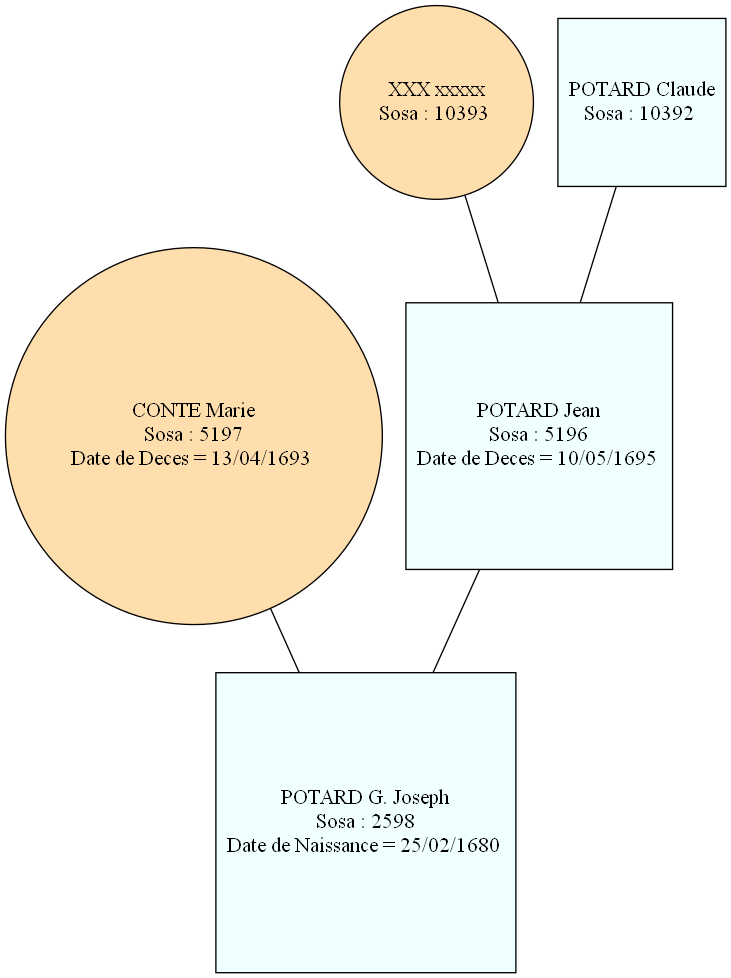 XXX xxxxx
Sosa : 10393
POTARD Claude
Sosa : 10392
CONTE Marie
Sosa : 5197
Date de Deces = 13/04/1693
POTARD Jean
Sosa : 5196
Date de Deces = 10/05/1695
POTARD G. Joseph
Sosa : 2598
Date de Naissance = 25/02/1680